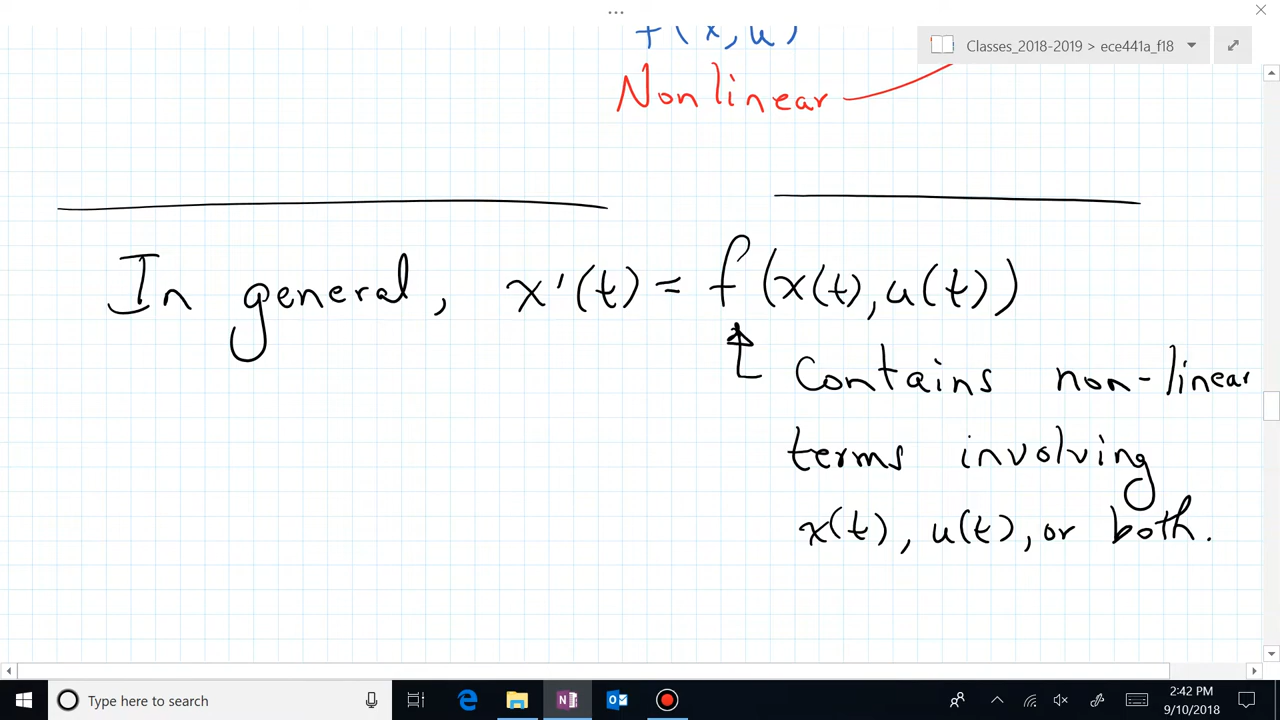 f(x,u)
Classes_2018-2019 > ece441a_f18
Nonlinear
In general, x'(t) = f(x(t), u(t))
Contains non-linear
terms involving
x(t), u(t), or both.
Type here to search
2:42 PM
9/10/2018